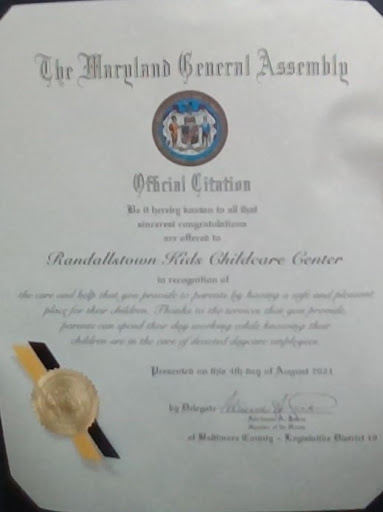 The Maryland General Assembly
Official Citation
Be it hereby known to all that
sincerest congratulations
are offered to
Randallstown Kids Childcare Center
in recognition of
the care and help that you provide to parents by having a safe and pleasant
place for their children. Thanks to the services that you provide,
parents can spend their day working while knowing their
children are in the care of devoted daycare employees.
Presented on this 4th day of August 2021
by Delegate
of Baltimore County - Legislative District 10